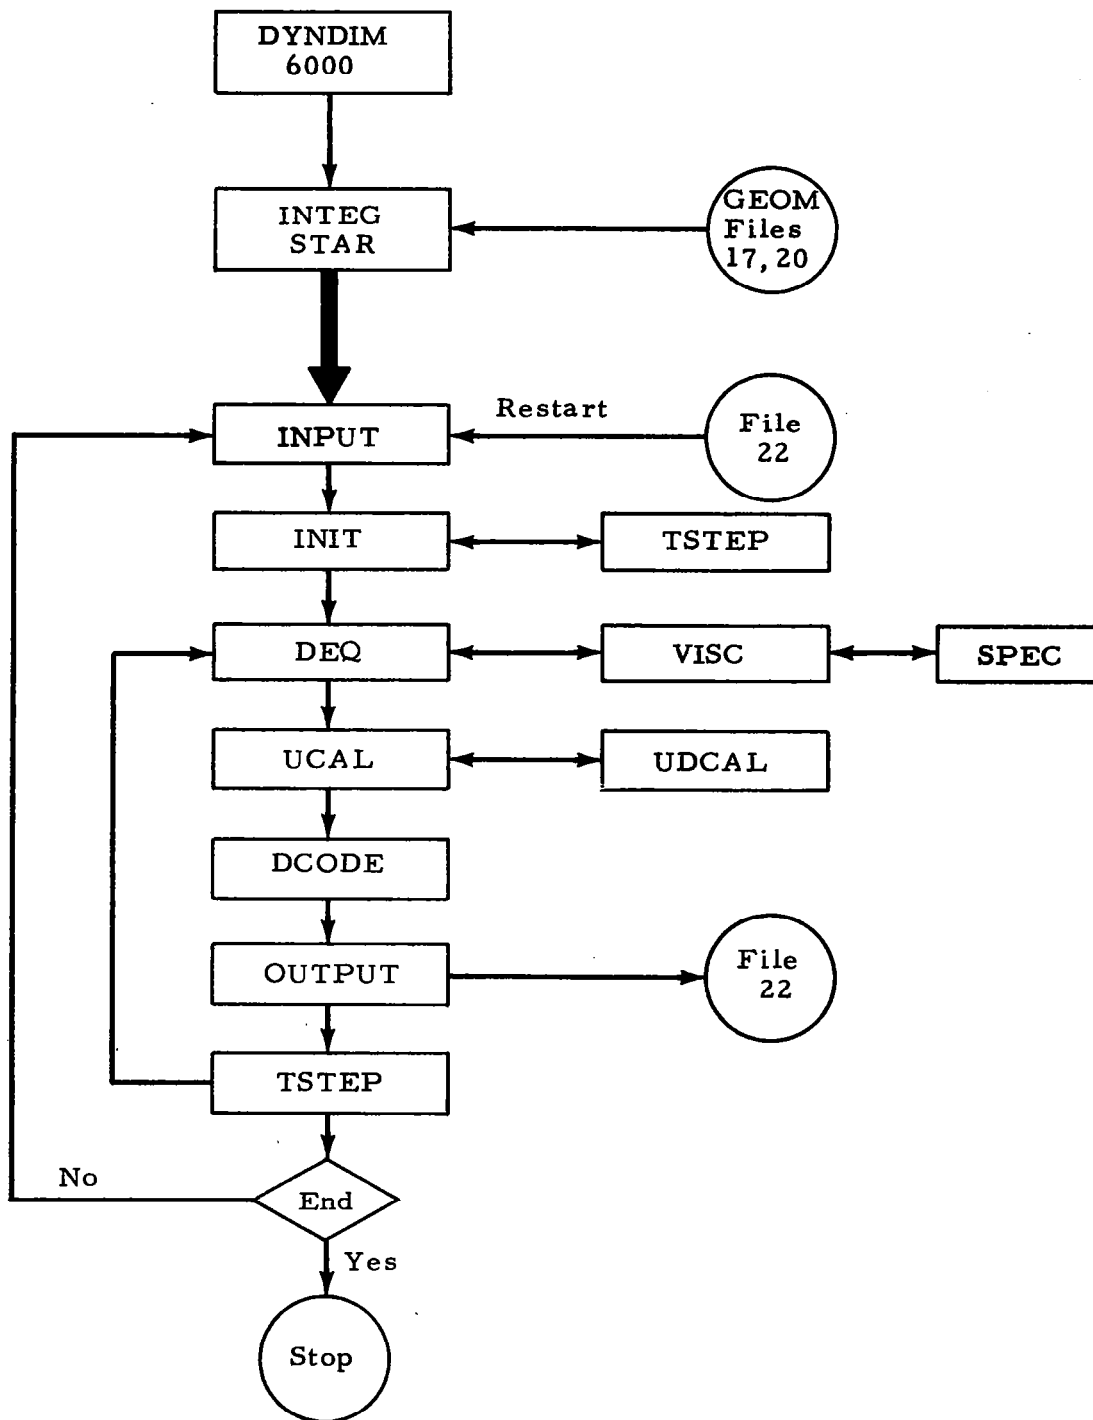 DYNDIM
6000
INTEG
STAR
GEOM
Files
17, 20
Restart
INPUT
File
22
INIT
TSTEP
DEQ
VISC
SPEC
UCAL
UDCAL
DCODE
OUTPUT
File
22
TSTEP
No
End
Yes
Stop